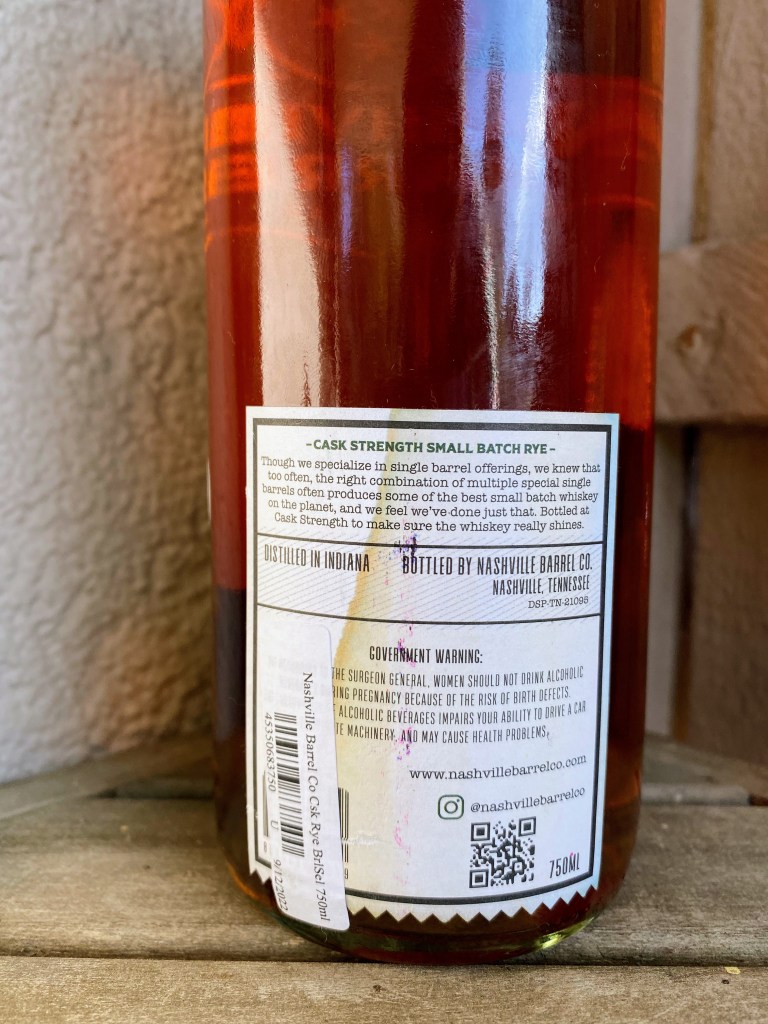 -CASK STRENGTH SMALL BATCH RYE-
Though we specialize in single barrel offerings, we knew that
too often, the right combination of multiple special single
barrels often produces some of the best small batch whiskey
on the planet, and we feel we've done just that. Bottled at
Cask Strength to make sure the whiskey really shines.
DISTILLED IN INDIANA
BOTTLED BY NASHVILLE BARREL CO.
NASHVILLE, TENNESSEE
DSP-TN-21095
GOVERNMENT WARNING:
THE SURGEON GENERAL, WOMEN SHOULD NOT DRINK ALCOHOLIC
PREGNANCY BECAUSE OF THE RISK OF BIRTH DEFECTS.
ALCOHOLIC BEVERAGES IMPAIRS YOUR ABILITY TO DRIVE A CAR
MACHINERY, AND MAY CAUSE HEALTH PROBLEMS.
www.nashvillebarrelco.com
@nashvillebarrelco
750ML
9
Nashville Barrel Co Csk Rye BrlSel 750ml
45350683750
U
9/12/2022